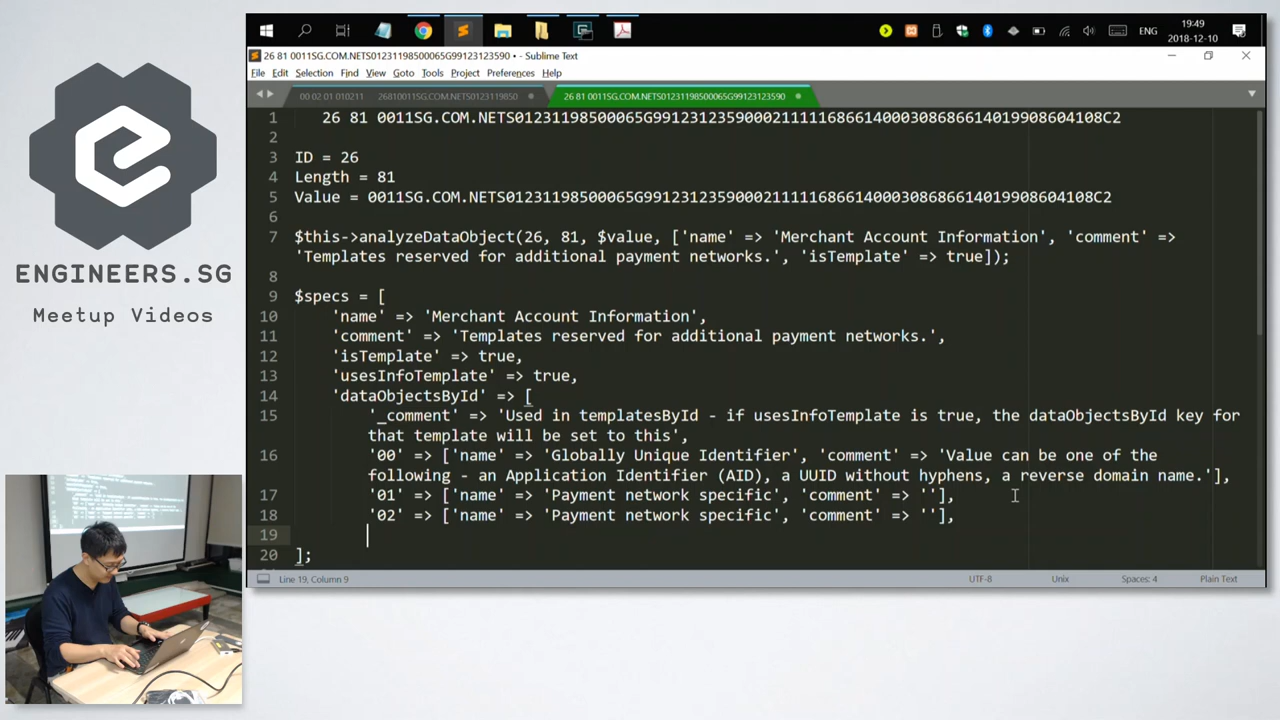 ENGINEERS.SG
Meetup Videos
ENG
19:49
2018-12-10
26 81 0011SG.COM.NETS01231198500065G99123123590 • - Sublime Text
File Edit Selection Find View Goto Tools Project Preferences Help
00 02 01 010211 26810011SG.COM.NETS0123119850
26 81 0011SG.COM.NETS01231198500065G99123123590
1 26 81 0011SG.COM.NETS01231198500065G9912312359000211111686614000308686614019908604108C2
2
3 ID = 26
4 Length = 81
5 Value = 0011SG.COM.NETS01231198500065G9912312359000211111686614000308686614019908604108C2
6
7 $this->analyzeDataObject(26, 81, $value, ['name' => 'Merchant Account Information', 'comment' =>
'Templates reserved for additional payment networks.', 'isTemplate' => true]);
8
9 $specs = [
10 'name' => 'Merchant Account Information',
11 'comment' => 'Templates reserved for additional payment networks.',
12 'isTemplate' => true,
13 'usesInfoTemplate' => true,
14 'dataObjectsById' => [
15 '_comment' => 'Used in templatesById - if usesInfoTemplate is true, the dataObjectsById key for
that template will be set to this',
16 '00' => ['name' => 'Globally Unique Identifier', 'comment' => 'Value can be one of the
following - an Application Identifier (AID), a UUID without hyphens, a reverse domain name.'],
17 '01' => ['name' => 'Payment network specific', 'comment' => ''],
18 '02' => ['name' => 'Payment network specific', 'comment' => ''],
19
20 ];
Line 19, Column 9 UTF-8 Unix Spaces: 4 Plain Text